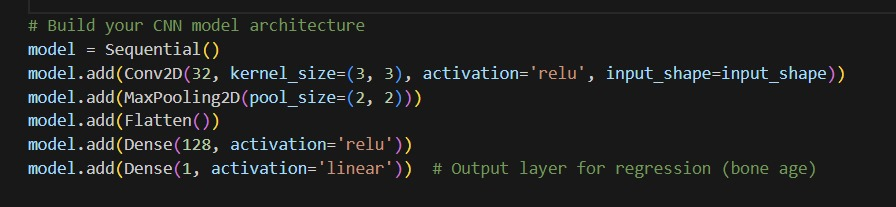 # Build your CNN model architecture
model = Sequential()
model.add(Conv2D(32, kernel_size=(3, 3), activation='relu', input_shape=input_shape))
model.add(MaxPooling2D(pool_size=(2, 2)))
model.add(Flatten())
model.add(Dense(128, activation='relu'))
model.add(Dense(1, activation='linear'))  # Output layer for regression (bone age)